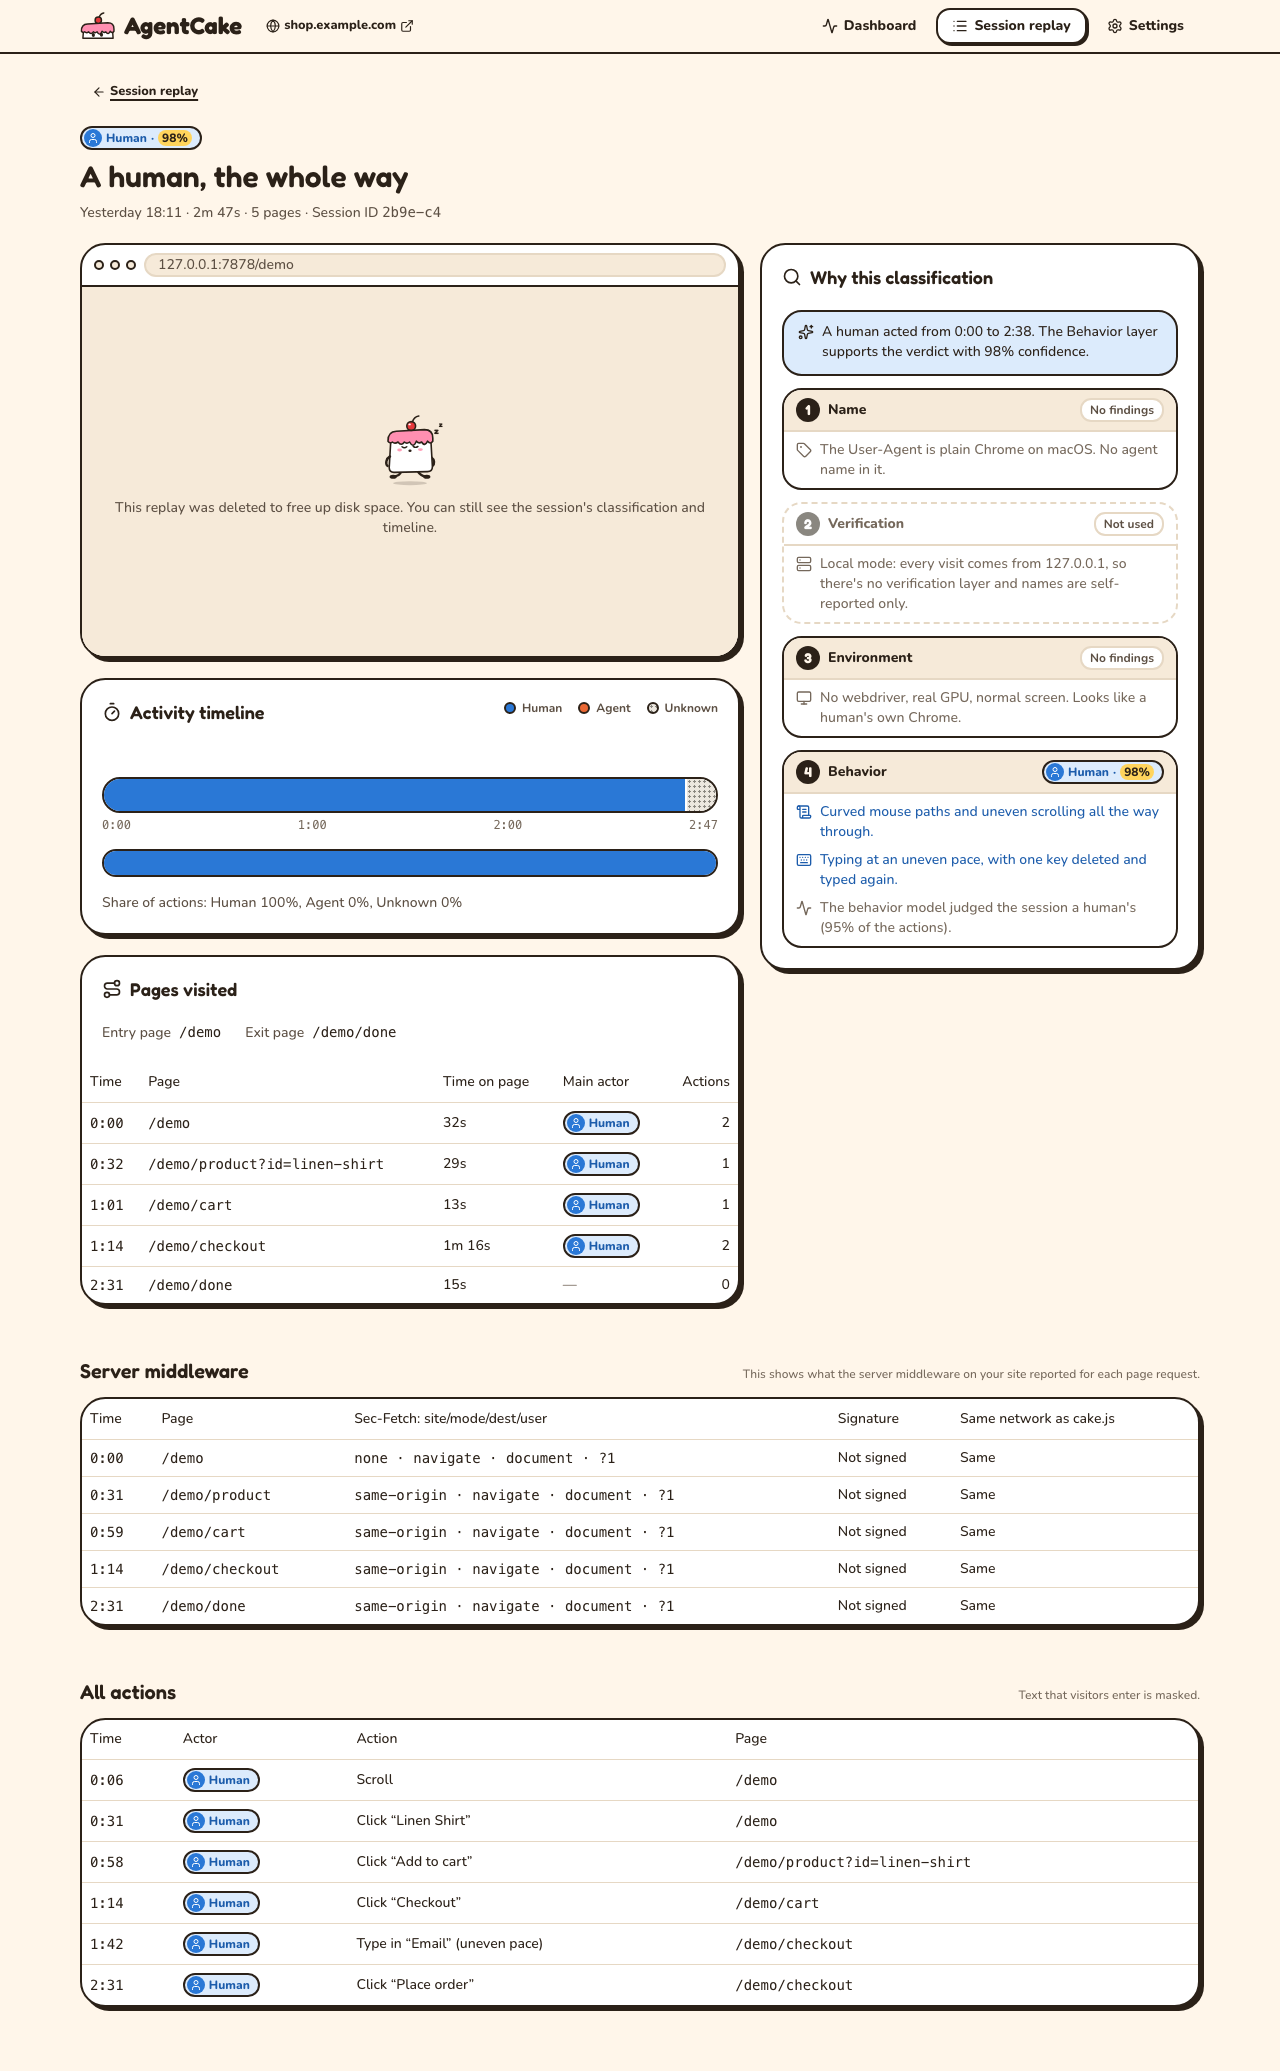 AgentCake
shop.example.com
Dashboard
Session replay
Settings
Session replay
Human · 98%
A human, the whole way
Yesterday 18:11 · 2m 47s · 5 pages · Session ID 2b9e–c4
127.0.0.1:7878/demo
z z
This replay was deleted to free up disk space. You can still see the session's classification and
timeline.
Activity timeline
Human Agent Unknown
0:00 1:00 2:00 2:47
Share of actions: Human 100%, Agent 0%, Unknown 0%
Pages visited
Entry page /demo Exit page /demo/done
Time Page Time on page Main actor Actions
0:00 /demo 32s Human 2
0:32 /demo/product?id=linen–shirt 29s Human 1
1:01 /demo/cart 13s Human 1
1:14 /demo/checkout 1m 16s Human 2
2:31 /demo/done 15s — 0
Why this classification
A human acted from 0:00 to 2:38. The Behavior layer
supports the verdict with 98% confidence.
1 Name No findings
The User-Agent is plain Chrome on macOS. No agent
name in it.
2 Verification Not used
Local mode: every visit comes from 127.0.0.1, so
there's no verification layer and names are self-
reported only.
3 Environment No findings
No webdriver, real GPU, normal screen. Looks like a
human's own Chrome.
4 Behavior Human · 98%
Curved mouse paths and uneven scrolling all the way
through.
Typing at an uneven pace, with one key deleted and
typed again.
The behavior model judged the session a human's
(95% of the actions).
Server middleware
This shows what the server middleware on your site reported for each page request.
Time Page Sec-Fetch: site/mode/dest/user Signature Same network as cake.js
0:00 /demo none · navigate · document · ?1 Not signed Same
0:31 /demo/product same–origin · navigate · document · ?1 Not signed Same
0:59 /demo/cart same–origin · navigate · document · ?1 Not signed Same
1:14 /demo/checkout same–origin · navigate · document · ?1 Not signed Same
2:31 /demo/done same–origin · navigate · document · ?1 Not signed Same
All actions
Text that visitors enter is masked.
Time Actor Action Page
0:06 Human Scroll /demo
0:31 Human Click “Linen Shirt” /demo
0:58 Human Click “Add to cart” /demo/product?id=linen–shirt
1:14 Human Click “Checkout” /demo/cart
1:42 Human Type in “Email” (uneven pace) /demo/checkout
2:31 Human Click “Place order” /demo/checkout